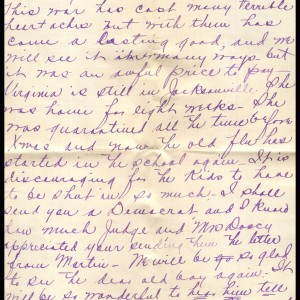 This war has cost many terrible
heartaches but with them has
come a lasting good, and we
will see it in many ways but
it was an awful price to pay
Virginia is still in Jacksonville. She
was home for eight weeks - She
was quarantined all the time before
Xmas and now the old flu has
started in the school again - It is
discouraging for the kids to have
to be shut in so much - I shall
send you a Democrat and I know
how much Judge and Mrs
appreciated your sending them the letter
from Martin - We will be so glad
to see the dear old boy again. It
will be so wonderful to hear him tell